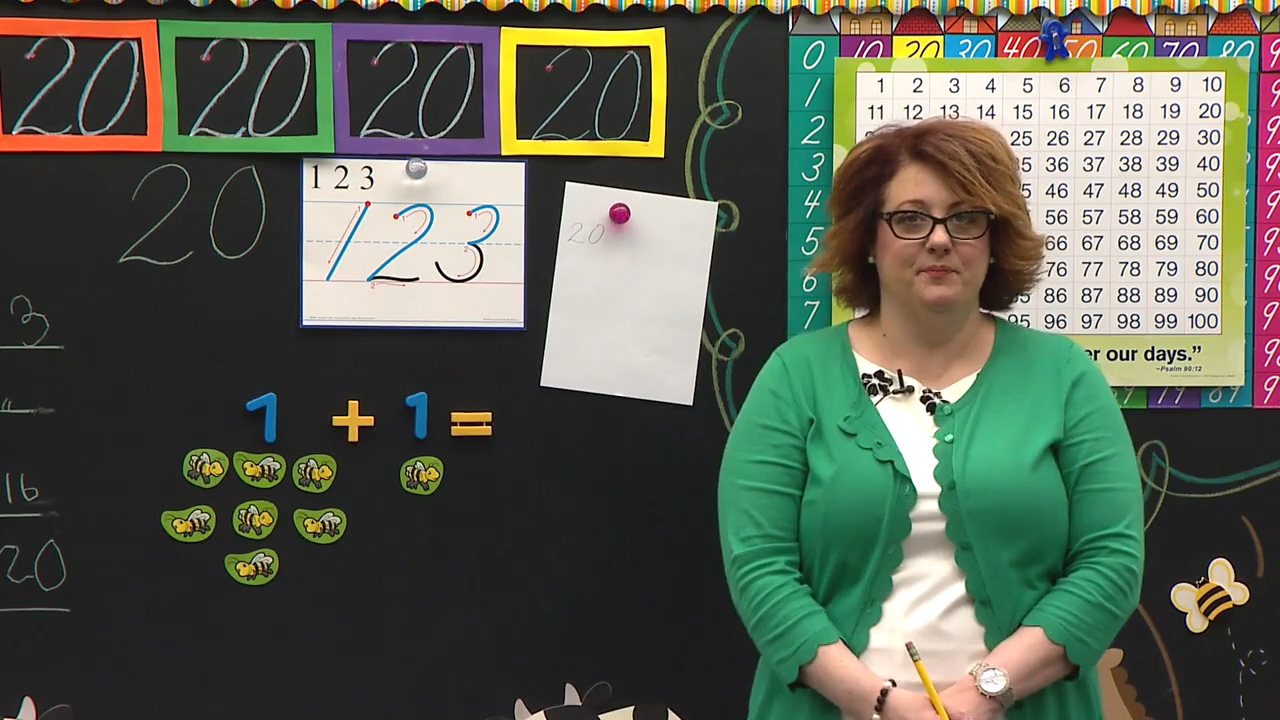 20 20 20 20
20
1 2 3
1 2 3
20
3
16
20
1 + 1 =
0 10 20 30 40 50 60 70 80 9
1
2
3
4
5
6
7
1 2 3 4 5 6 7 8 9 10
11 12 13 14 15 16 17 18 19 20
25 26 27 28 29 30
35 36 37 38 39 40
45 46 47 48 49 50
56 57 58 59 60
66 67 68 69 70
76 77 78 79 80
85 86 87 88 89 90
95 96 97 98 99 100
er our days.”
–Psalm 90:12